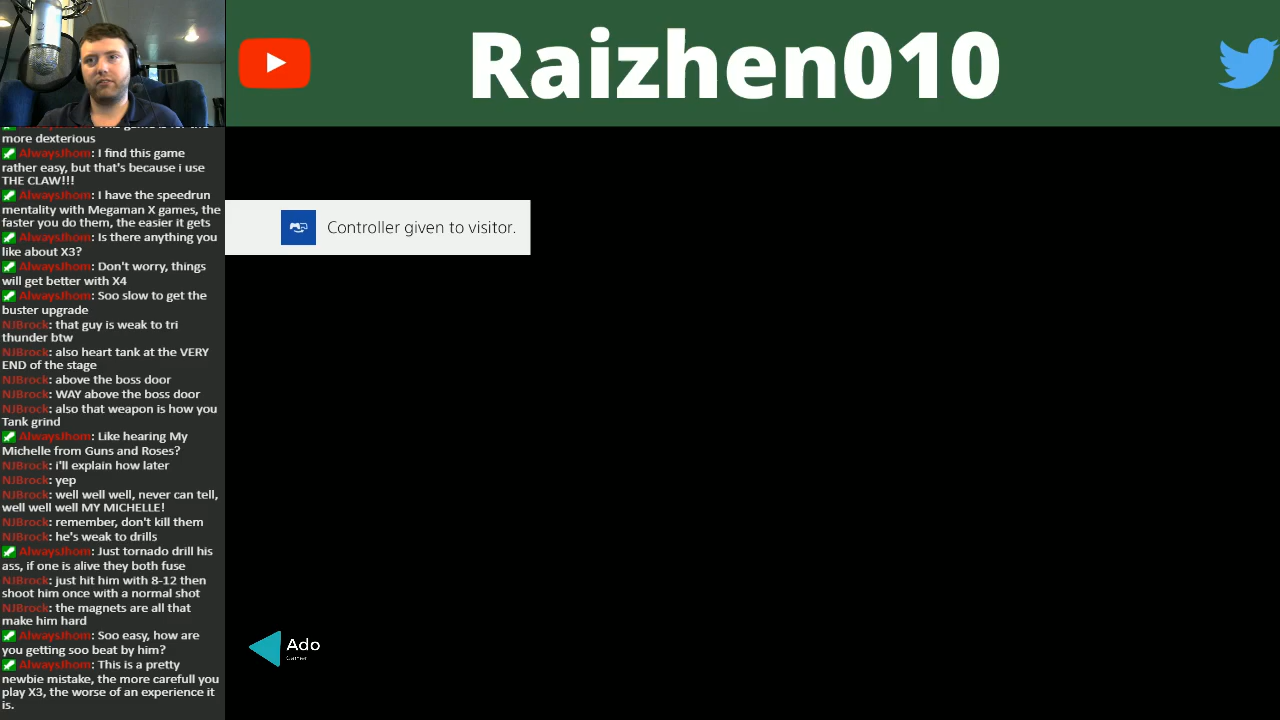 Raizhen010
more dexterious
AlwaysJhom: I find this game
rather easy, but that's because i use
THE CLAW!!!
AlwaysJhom: I have the speedrun
mentality with Megaman X games, the
faster you do them, the easier it gets
AlwaysJhom: Is there anything you
like about X3?
AlwaysJhom: Don't worry, things
will get better with X4
AlwaysJhom: Soo slow to get the
buster upgrade
NJBrock: that guy is weak to tri
thunder btw
NJBrock: also heart tank at the VERY
END of the stage
NJBrock: above the boss door
NJBrock: WAY above the boss door
NJBrock: also that weapon is how you
Tank grind
AlwaysJhom: Like hearing My
Michelle from Guns and Roses?
NJBrock: i'll explain how later
NJBrock: yep
NJBrock: well well well, never can tell,
well well well MY MICHELLE!
NJBrock: remember, don't kill them
NJBrock: he's weak to drills
AlwaysJhom: Just tornado drill his
ass, if one is alive they both fuse
NJBrock: just hit him with 8-12 then
shoot him once with a normal shot
NJBrock: the magnets are all that
make him hard
AlwaysJhom: Soo easy, how are
you getting soo beat by him?
AlwaysJhom: This is a pretty
newbie mistake, the more carefull you
play X3, the worse of an experience it
is.
Controller given to visitor.
Ado